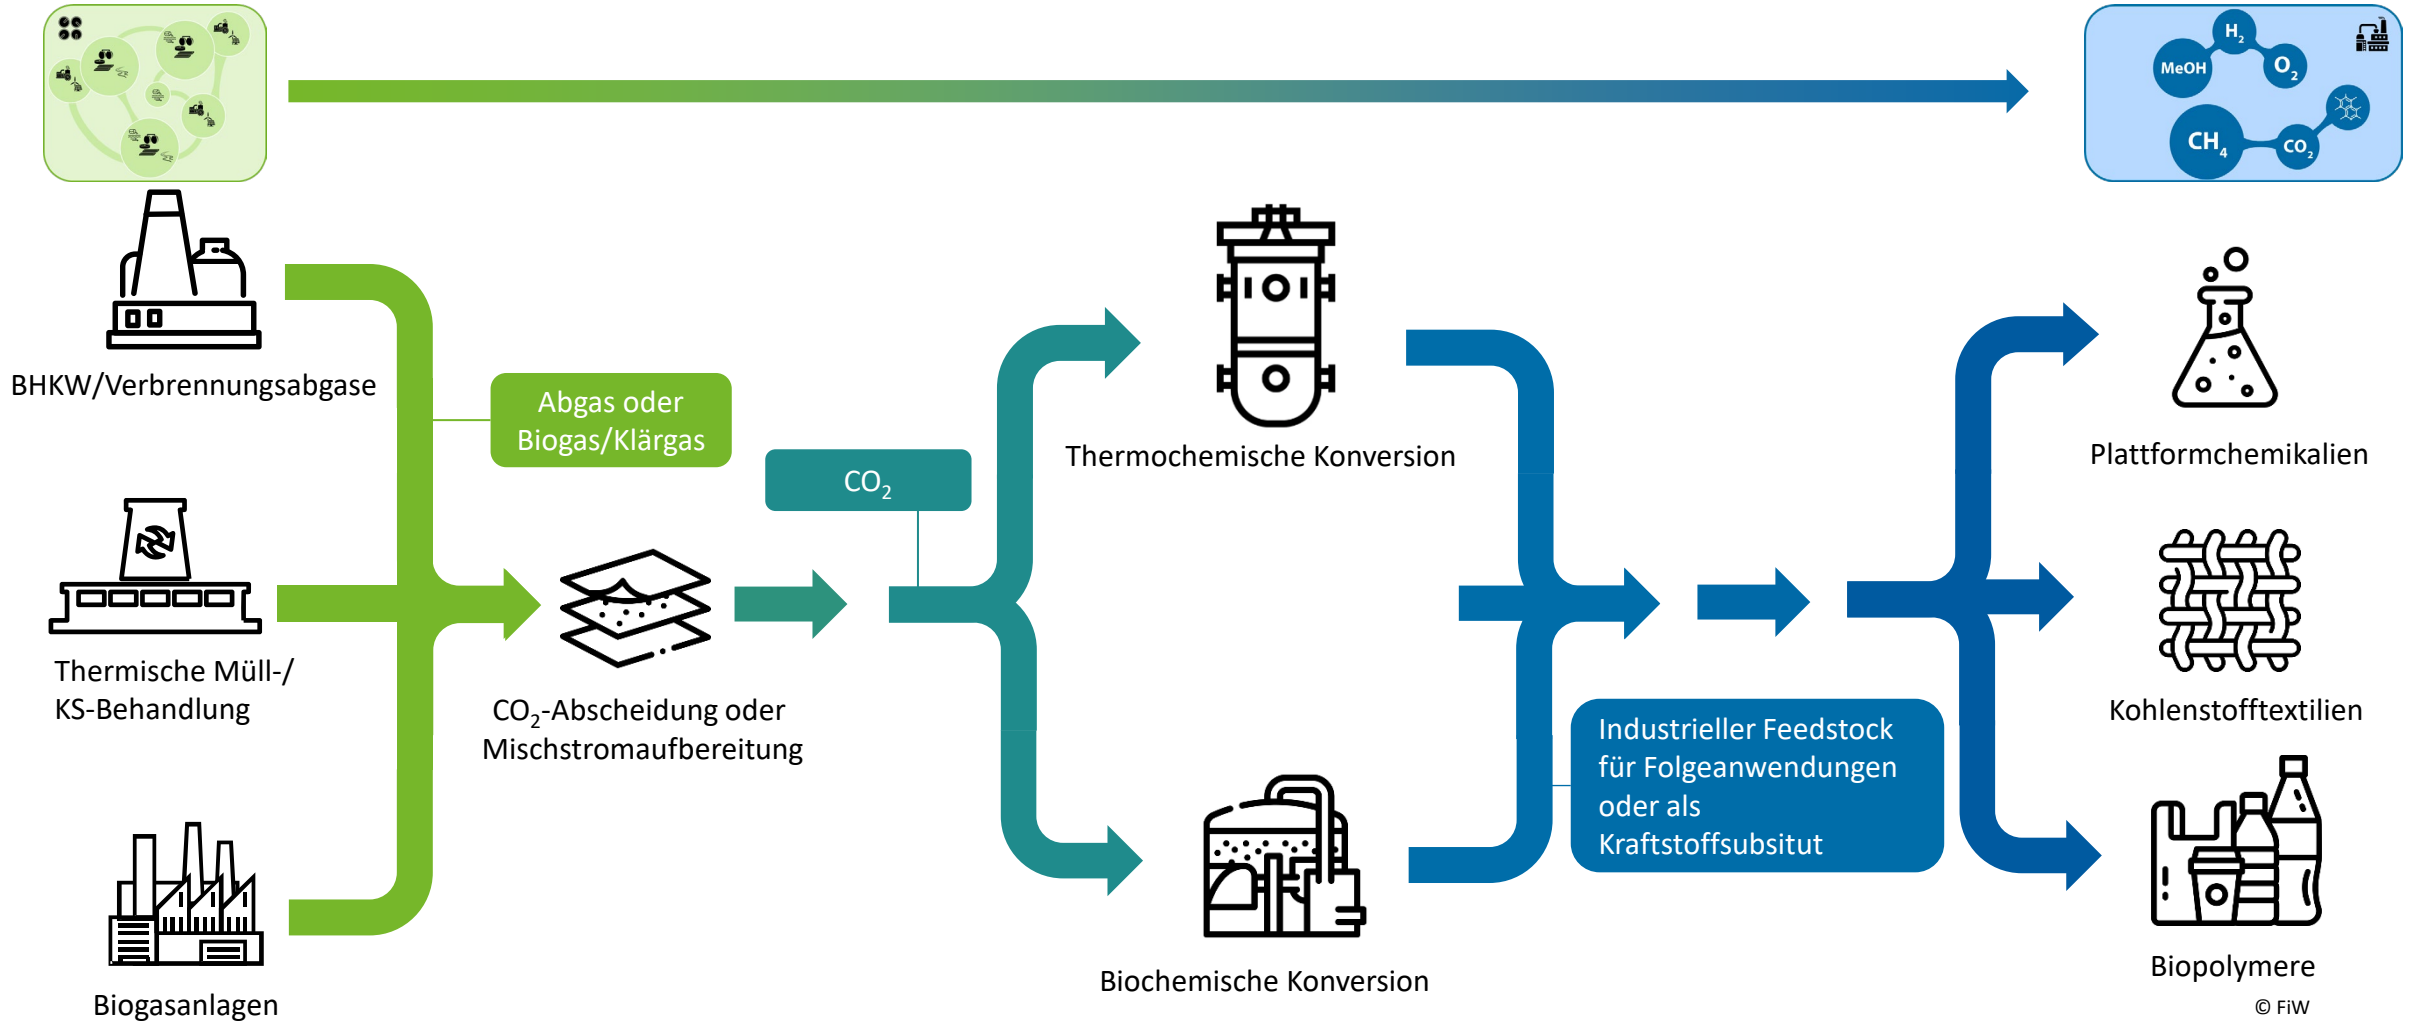 H2
MeOH
O2
CH4
CO2
BHKW/Verbrennungsabgase
Abgas oder
Biogas/Klärgas
CO2
Thermochemische Konversion
Plattformchemikalien
Thermische Müll-/
KS-Behandlung
CO2-Abscheidung oder
Mischstromaufbereitung
Industrieller Feedstock
für Folgeanwendungen
oder als
Kraftstoffsubsitut
Kohlenstofftextilien
Biogasanlagen
Biochemische Konversion
Biopolymere
© FiW